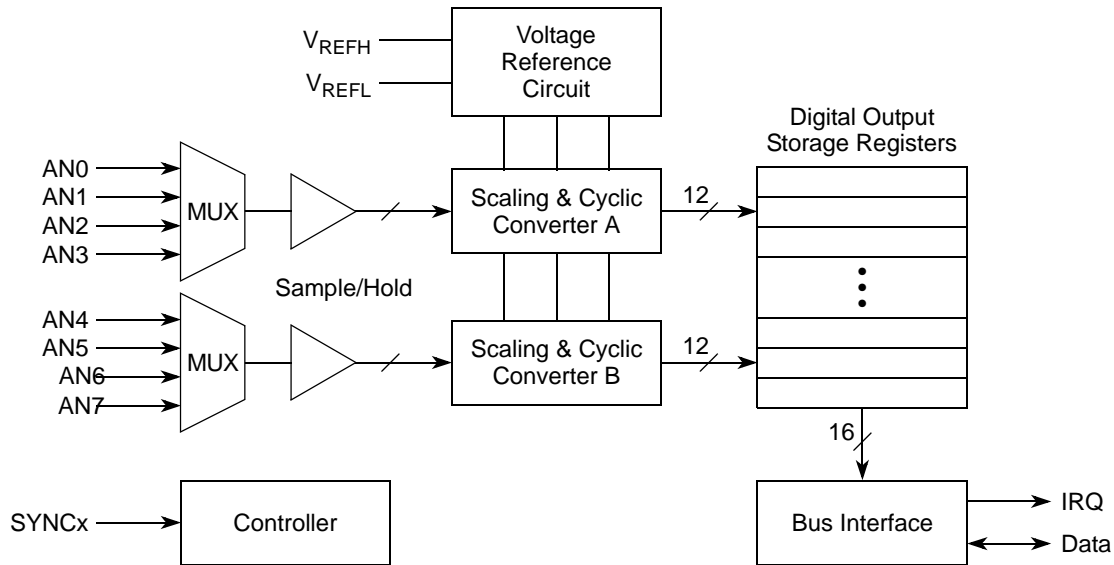 VREFH
VREFL
Voltage
Reference
Circuit
Digital Output
Storage Registers
AN0
AN1
AN2
AN3
MUX
Scaling & Cyclic
Converter A
12
Sample/Hold
AN4
AN5
AN6
AN7
MUX
Scaling & Cyclic
Converter B
12
16
SYNCx
Controller
Bus Interface
IRQ
Data